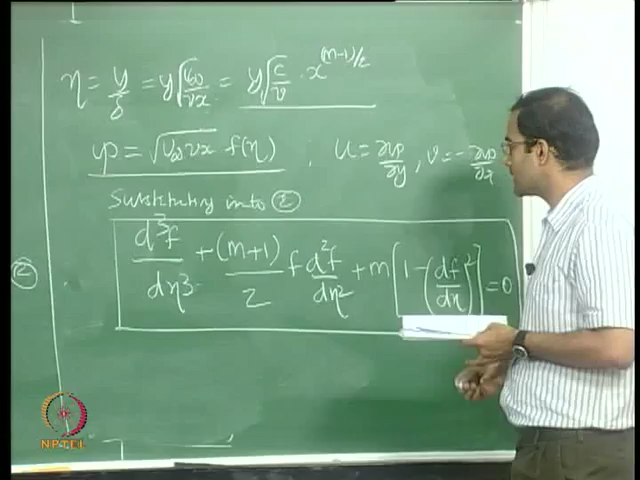 η = y/δ = y√(U∞/νx) = y√(c/ν) · x^((m-1)/2)
ψ = √(U∞νx) f(η) , u = ∂ψ/∂y , v = -∂ψ/∂x
Substituting into ②
② d³f/dη³ + (m+1)/2 f d²f/dη² + m[1 - (df/dη)²] = 0
NPTEL